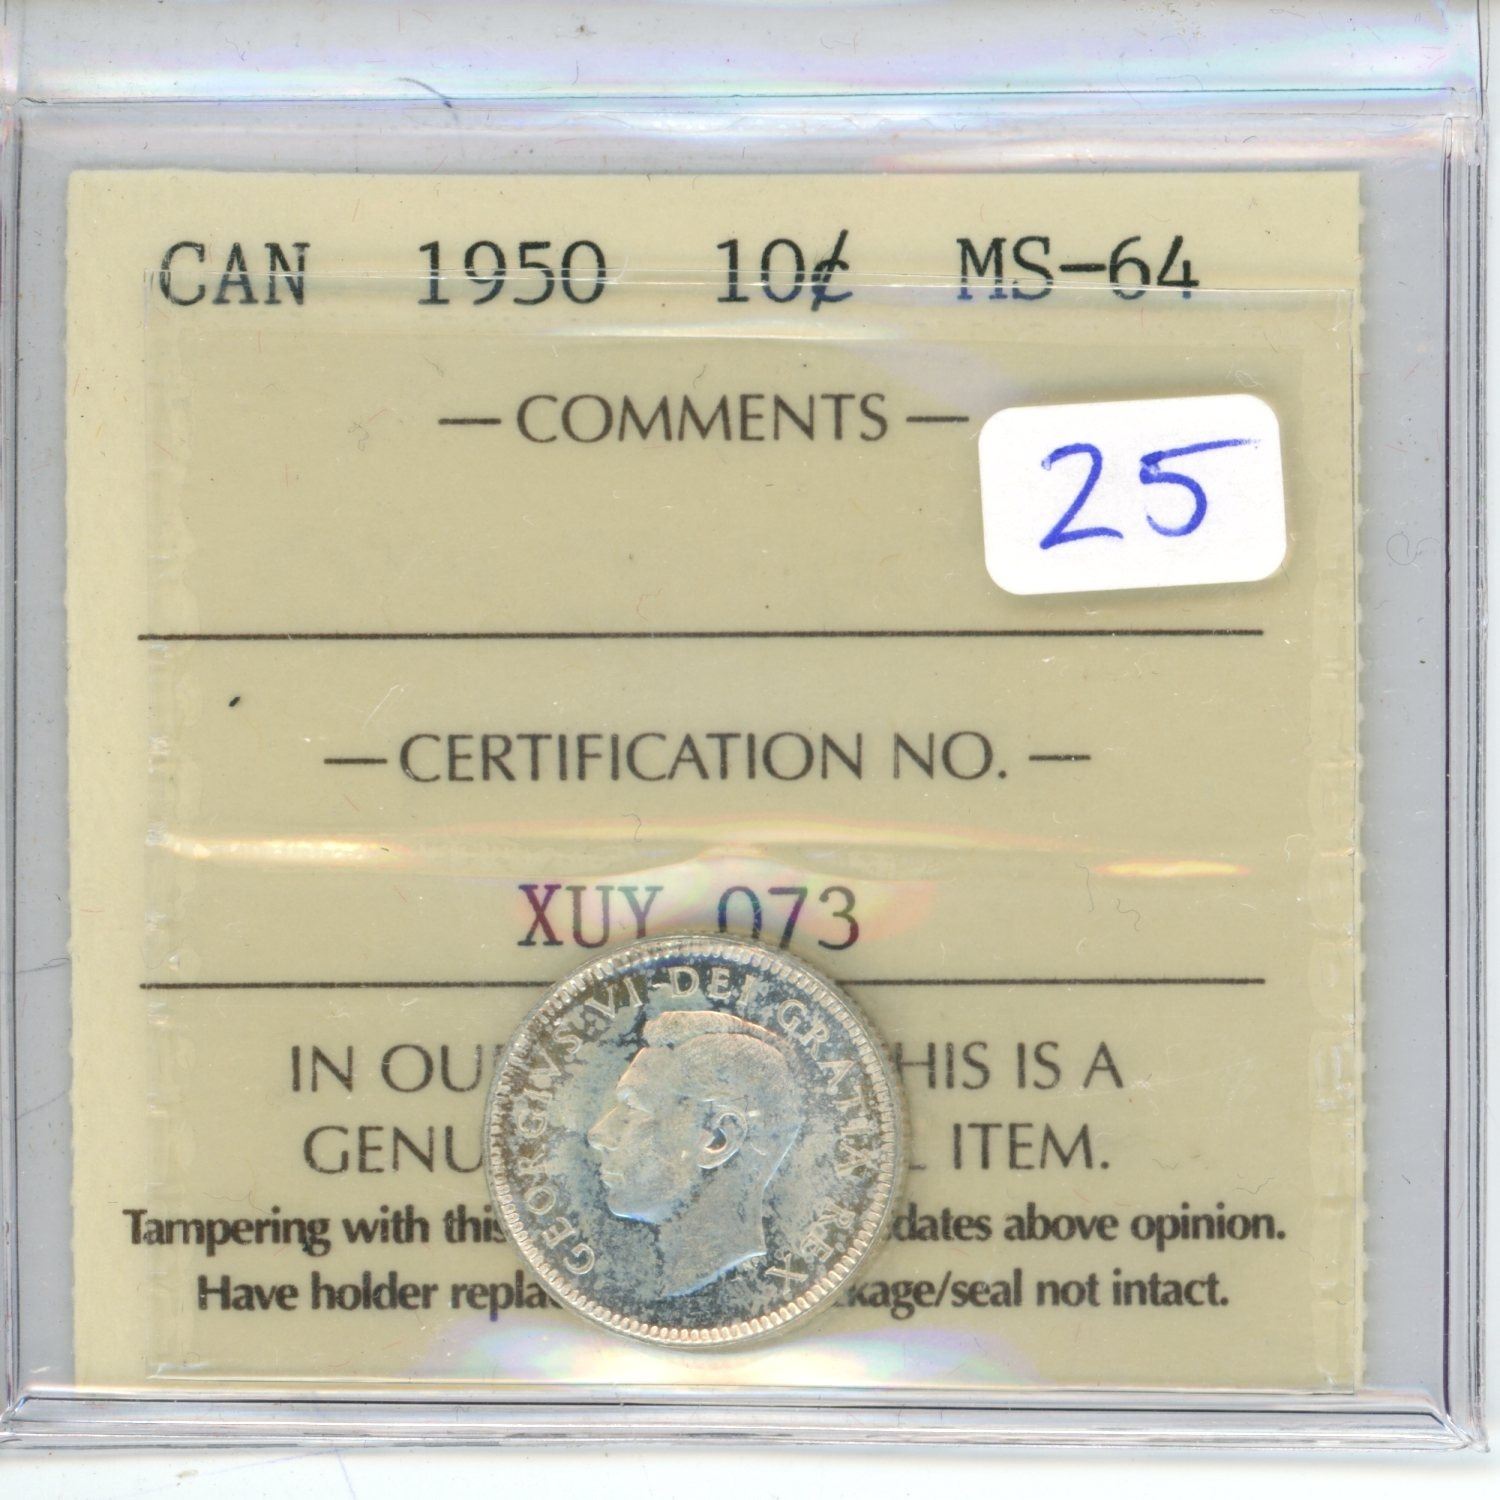 CAN 1950 10¢ MS-64
— COMMENTS —
25
— CERTIFICATION NO. —
XUY 073
GEORGIVS VI DEI GRATIA REX
IN OU HIS IS A
GENU L ITEM.
Tampering with this dates above opinion.
Have holder repla kage/seal not intact.